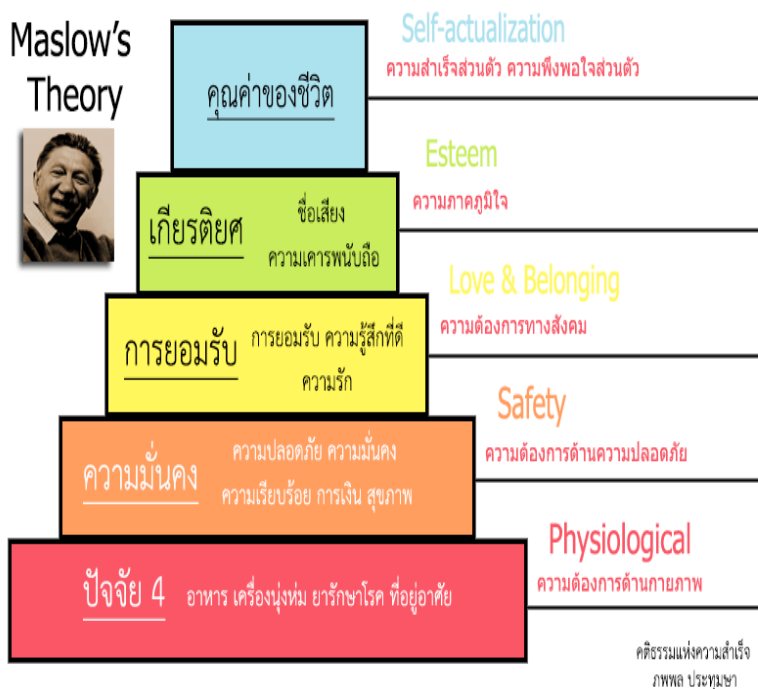 Maslow's
Theory
Self-actualization
ความสำเร็จส่วนตัว ความพึงพอใจส่วนตัว
คุณค่าของชีวิต
Esteem
ความภาคภูมิใจ
เกียรติยศ
ชื่อเสียง
ความเคารพนับถือ
Love & Belonging
ความต้องการทางสังคม
การยอมรับ
การยอมรับ ความรู้สึกที่ดี
ความรัก
Safety
ความต้องการด้านความปลอดภัย
ความมั่นคง
ความปลอดภัย ความมั่นคง
ความเรียบร้อย การเงิน สุขภาพ
Physiological
ความต้องการด้านกายภาพ
ปัจจัย 4
อาหาร เครื่องนุ่งห่ม ยารักษาโรค ที่อยู่อาศัย
คติธรรมแห่งความสำเร็จ
ภพพล ประทุมษา